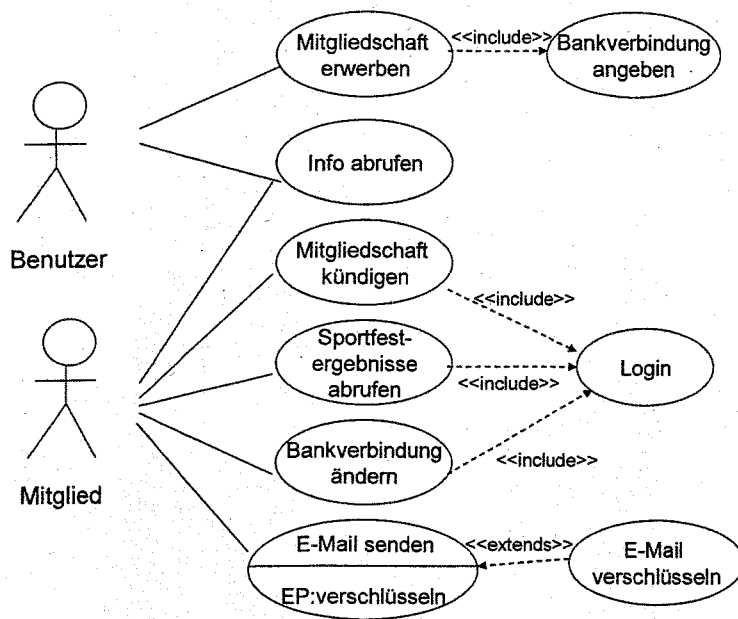 Mitgliedschaft
erwerben
<<include>>
Bankverbindung
angeben
Info abrufen
Benutzer
Mitgliedschaft
kündigen
<<include>>
Sportfest-
ergebnisse
abrufen
<<include>>
Login
Bankverbindung
ändern
<<include>>
Mitglied
E-Mail senden
EP:verschlüsseln
<<extends>>
E-Mail
verschlüsseln